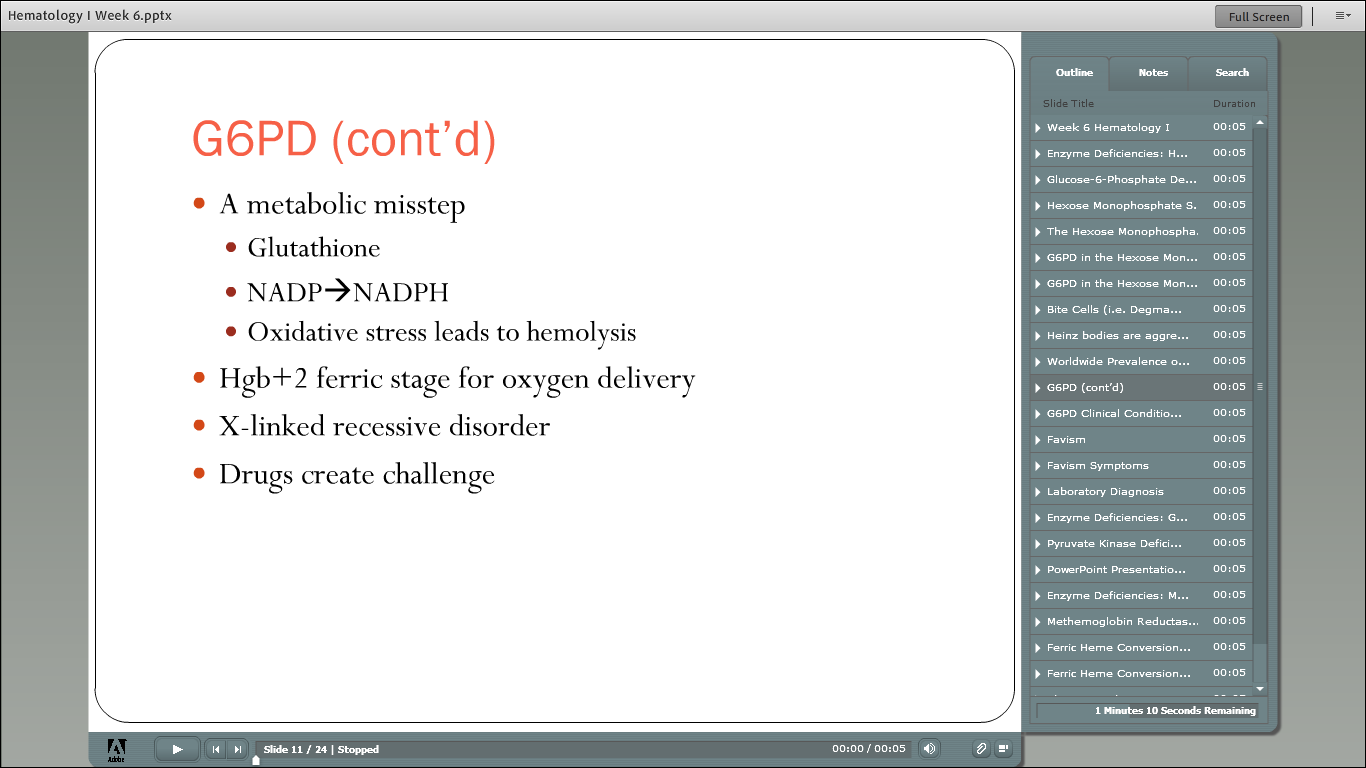 Hematology I Week 6.pptx
Full Screen
G6PD (cont’d)
• A metabolic misstep
• Glutathione
• NADP→NADPH
• Oxidative stress leads to hemolysis
• Hgb+2 ferric stage for oxygen delivery
• X-linked recessive disorder
• Drugs create challenge
Outline Notes Search
Slide Title Duration
Week 6 Hematology I 00:05
Enzyme Deficiencies: H... 00:05
Glucose-6-Phosphate De... 00:05
Hexose Monophosphate S. 00:05
The Hexose Monophospha. 00:05
G6PD in the Hexose Mon... 00:05
G6PD in the Hexose Mon... 00:05
Bite Cells (i.e. Degma... 00:05
Heinz bodies are aggre... 00:05
Worldwide Prevalence o... 00:05
G6PD (cont’d) 00:05
G6PD Clinical Conditio... 00:05
Favism 00:05
Favism Symptoms 00:05
Laboratory Diagnosis 00:05
Enzyme Deficiencies: G... 00:05
Pyruvate Kinase Defici... 00:05
PowerPoint Presentatio... 00:05
Enzyme Deficiencies: M... 00:05
Methemoglobin Reductas... 00:05
Ferric Heme Conversion... 00:05
Ferric Heme Conversion... 00:05
1 Minutes 10 Seconds Remaining
Adobe
Slide 11 / 24 | Stopped
00:00 / 00:05